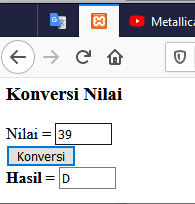 Metallica
Konversi Nilai
Nilai = 39
Konversi
Hasil = D